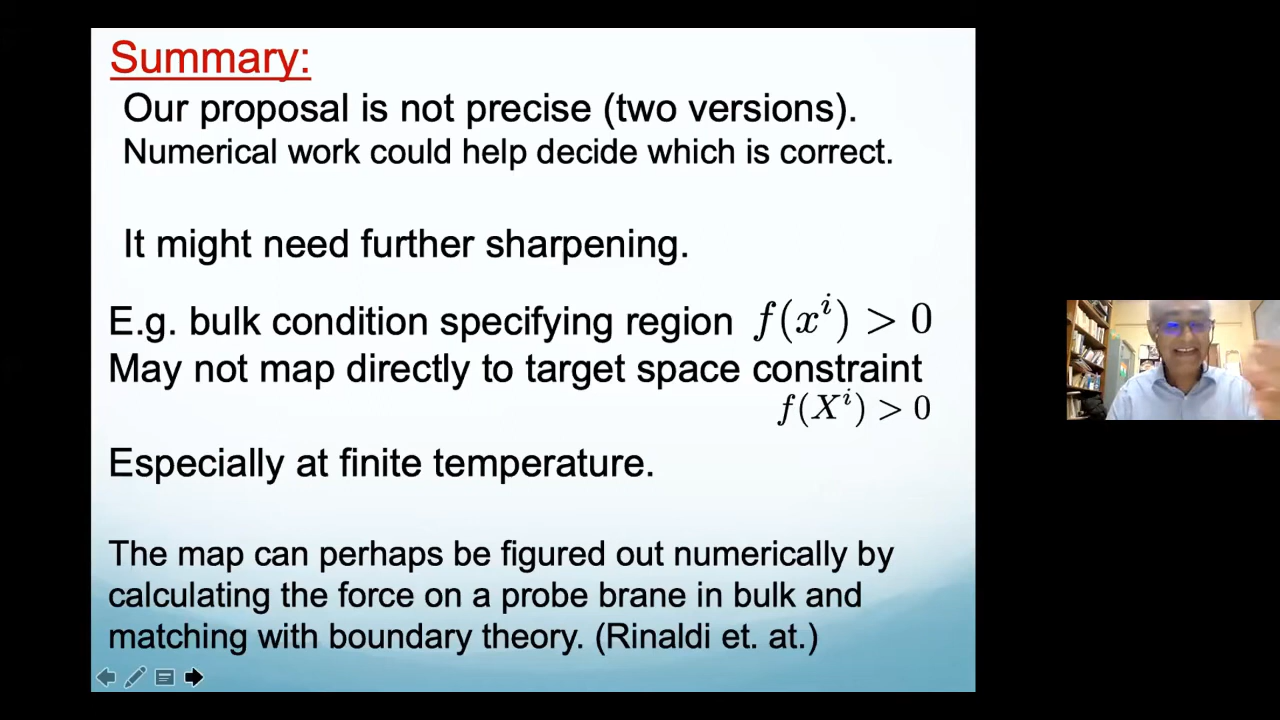 Summary:
Our proposal is not precise (two versions).
Numerical work could help decide which is correct.
It might need further sharpening.
E.g. bulk condition specifying region f(x^i) > 0
May not map directly to target space constraint
f(X^i) > 0
Especially at finite temperature.
The map can perhaps be figured out numerically by
calculating the force on a probe brane in bulk and
matching with boundary theory. (Rinaldi et. at.)